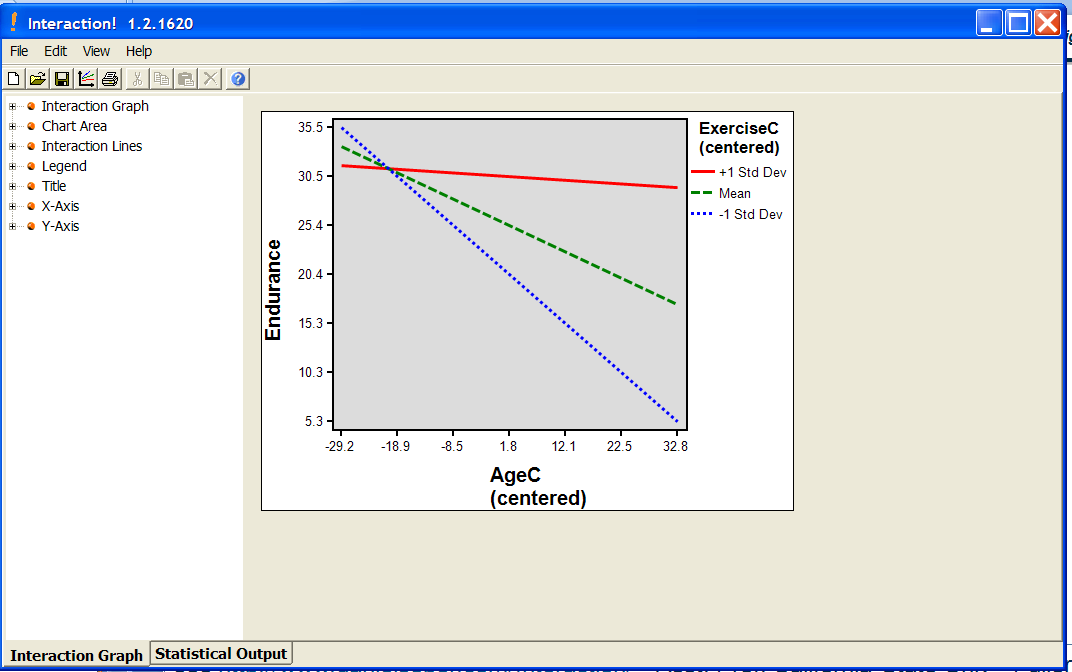 Interaction! 1.2.1620
File Edit View Help
Interaction Graph
Chart Area
Interaction Lines
Legend
Title
X-Axis
Y-Axis
35.5
30.5
25.4
20.4
15.3
10.3
5.3
Endurance
-29.2 -18.9 -8.5 1.8 12.1 22.5 32.8
AgeC
(centered)
ExerciseC
(centered)
+1 Std Dev
Mean
-1 Std Dev
Interaction Graph Statistical Output